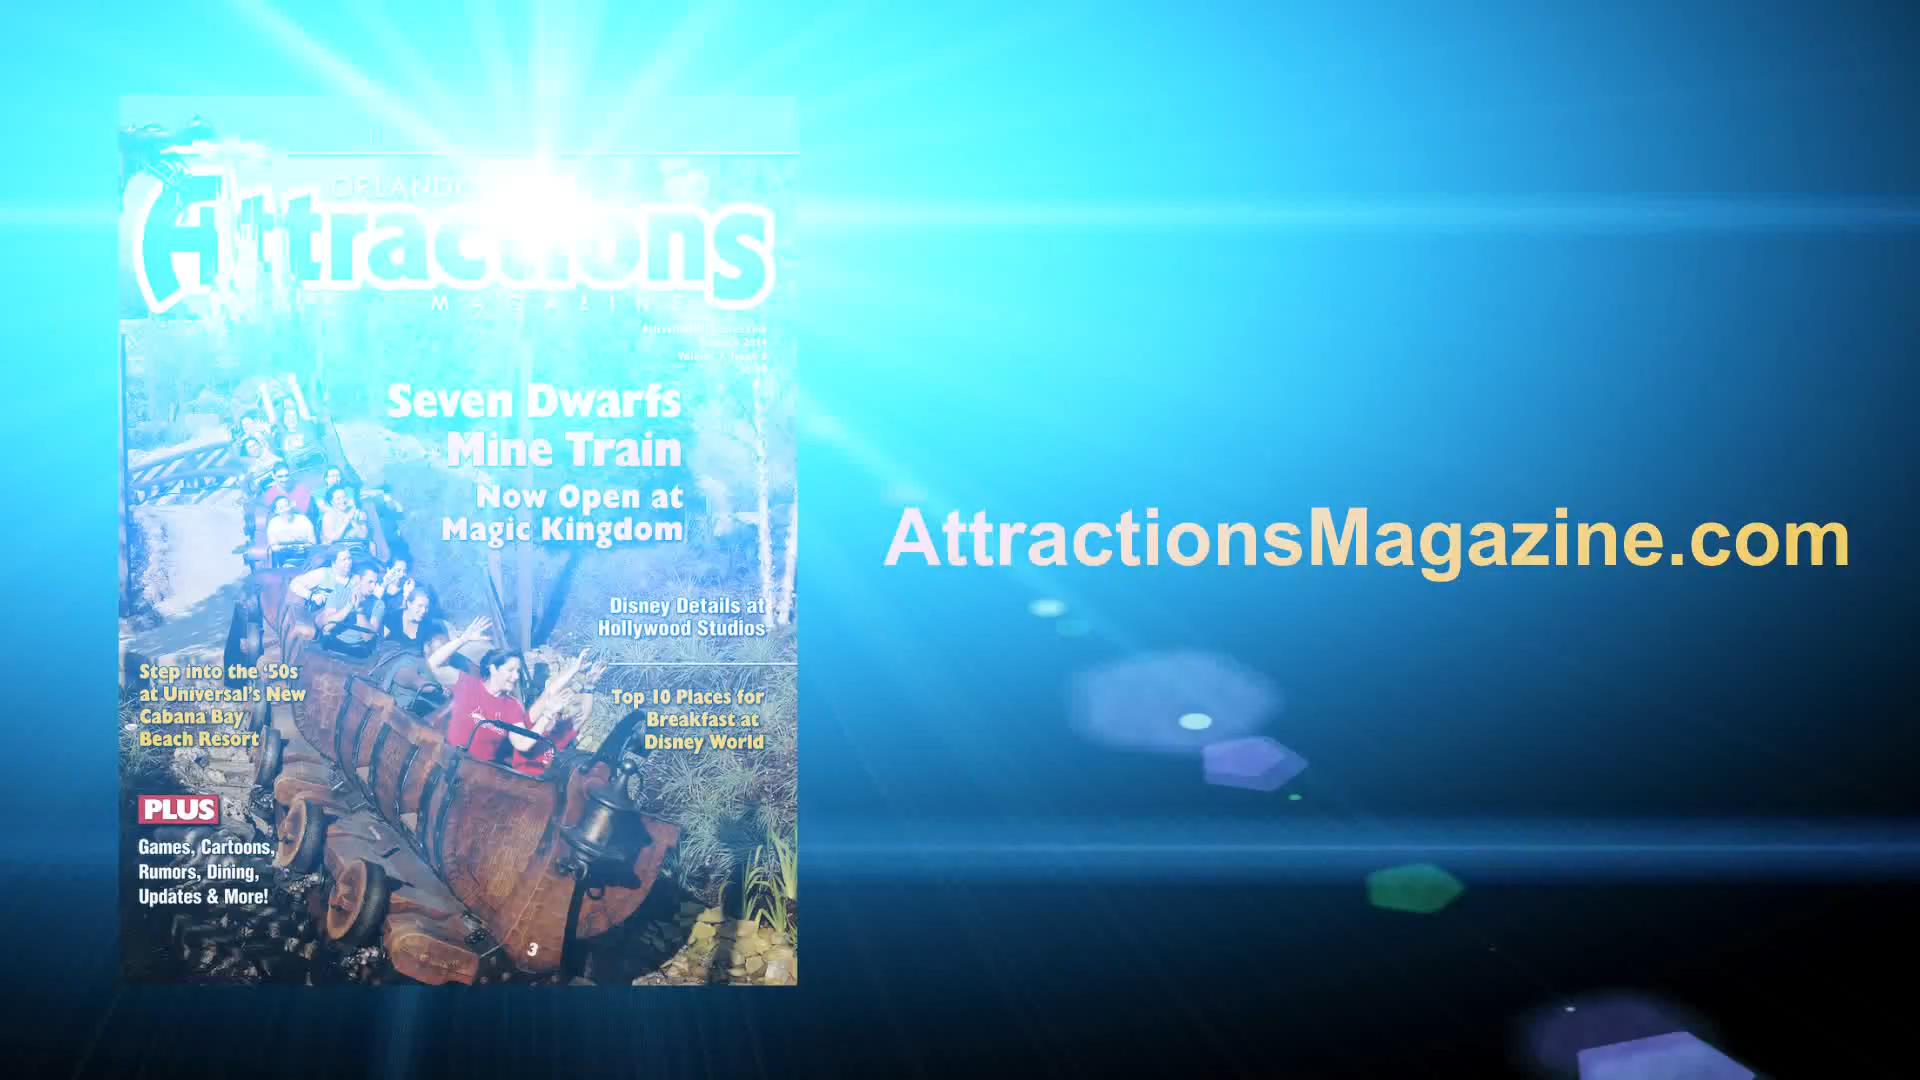 ORLANDO
Attractions
MAGAZINE
Seven Dwarfs
Mine Train
Now Open at
Magic Kingdom
AttractionsMagazine.com
Disney Details at
Hollywood Studios
Step into the ‘50s
at Universal's New
Cabana Bay
Beach Resort
Top 10 Places for
Breakfast at
Disney World
PLUS
Games, Cartoons,
Rumors, Dining,
Updates & More!
3